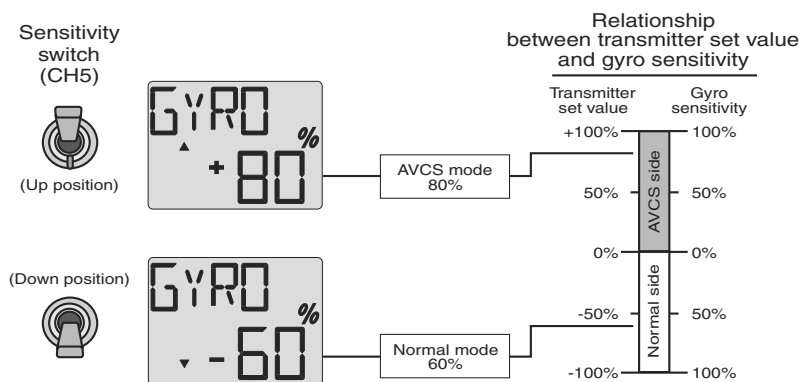 Sensitivity
switch
(CH5)
(Up position)
GYRO
%
▲
+ 80
AVCS mode
80%
(Down position)
GYRO
%
▼ - 60
Normal mode
60%
Relationship
between transmitter set value
and gyro sensitivity
Transmitter
set value
Gyro
sensitivity
+100% 100%
50% 50%
0% 0%
-50% 50%
-100% 100%
AVCS side
Normal side